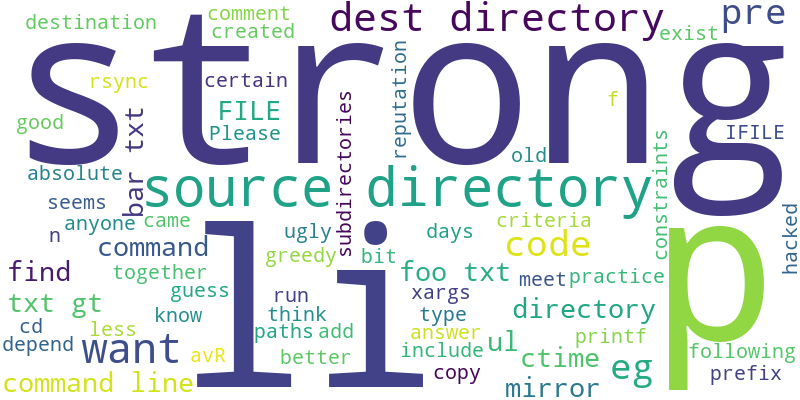 destination
comment
created
dest directory
pre
exist
strong
rsync
certain
reputation
f
FILE
Please
IFILE
good
bar txt
subdirectories
old
constraints
absolute
source directory
seems
anyone
came
n
command
ugly
greedy
bit
days
criteria
code
p
hacked
li
find
together
guess
foo txt
xargs
meet
practice
txt gt
know
run
think
type
directory
cd
less
depend
want
avR
paths
add
better
answer
include
ul
printf
ctime
following
eg
prefix
command line
copy
mirror